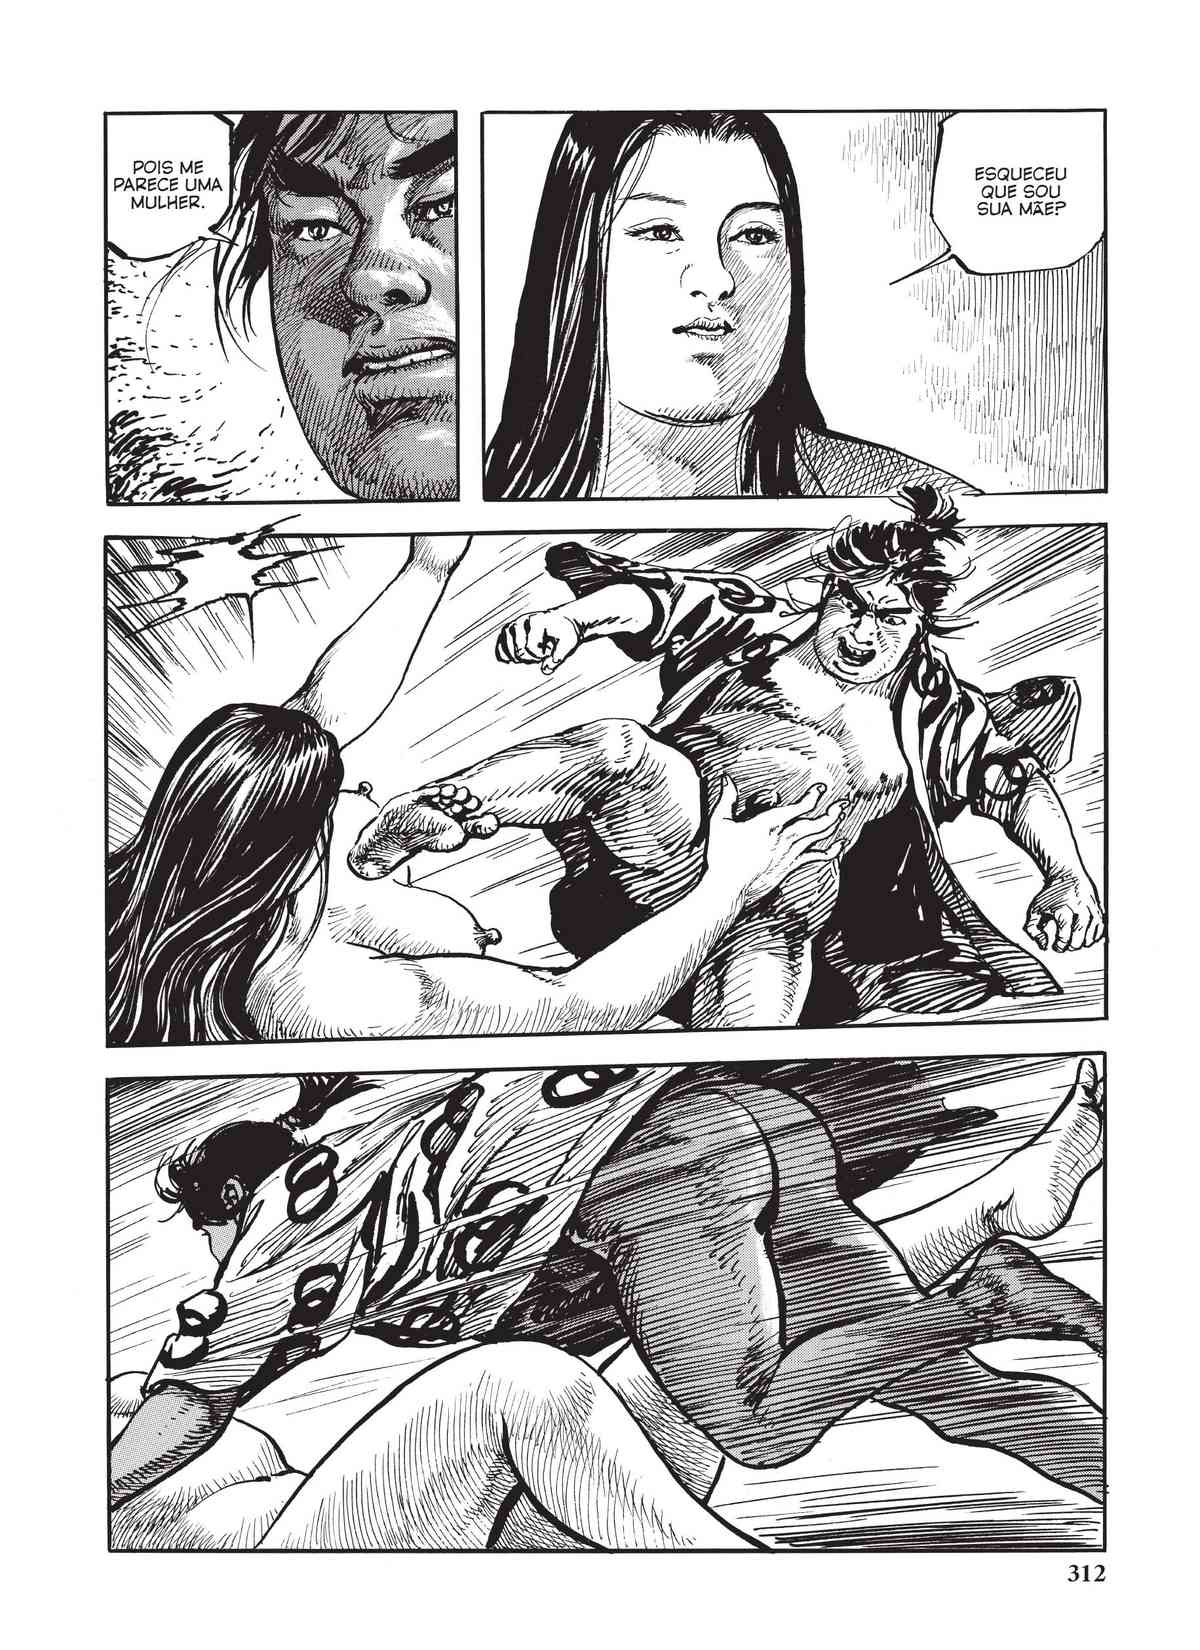 POIS ME
PARECE UMA
MULHER.
ESQUECEU
QUE SOU
SUA MÃE?
312